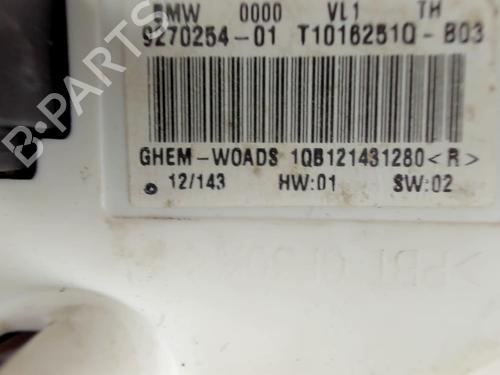 BMW 0000 VL1 TH
9270254-01 T1016251Q-B03
GHEM-WOADS 1QB121431280<R>
12/143 HW:01 SW:02
B-PARTS